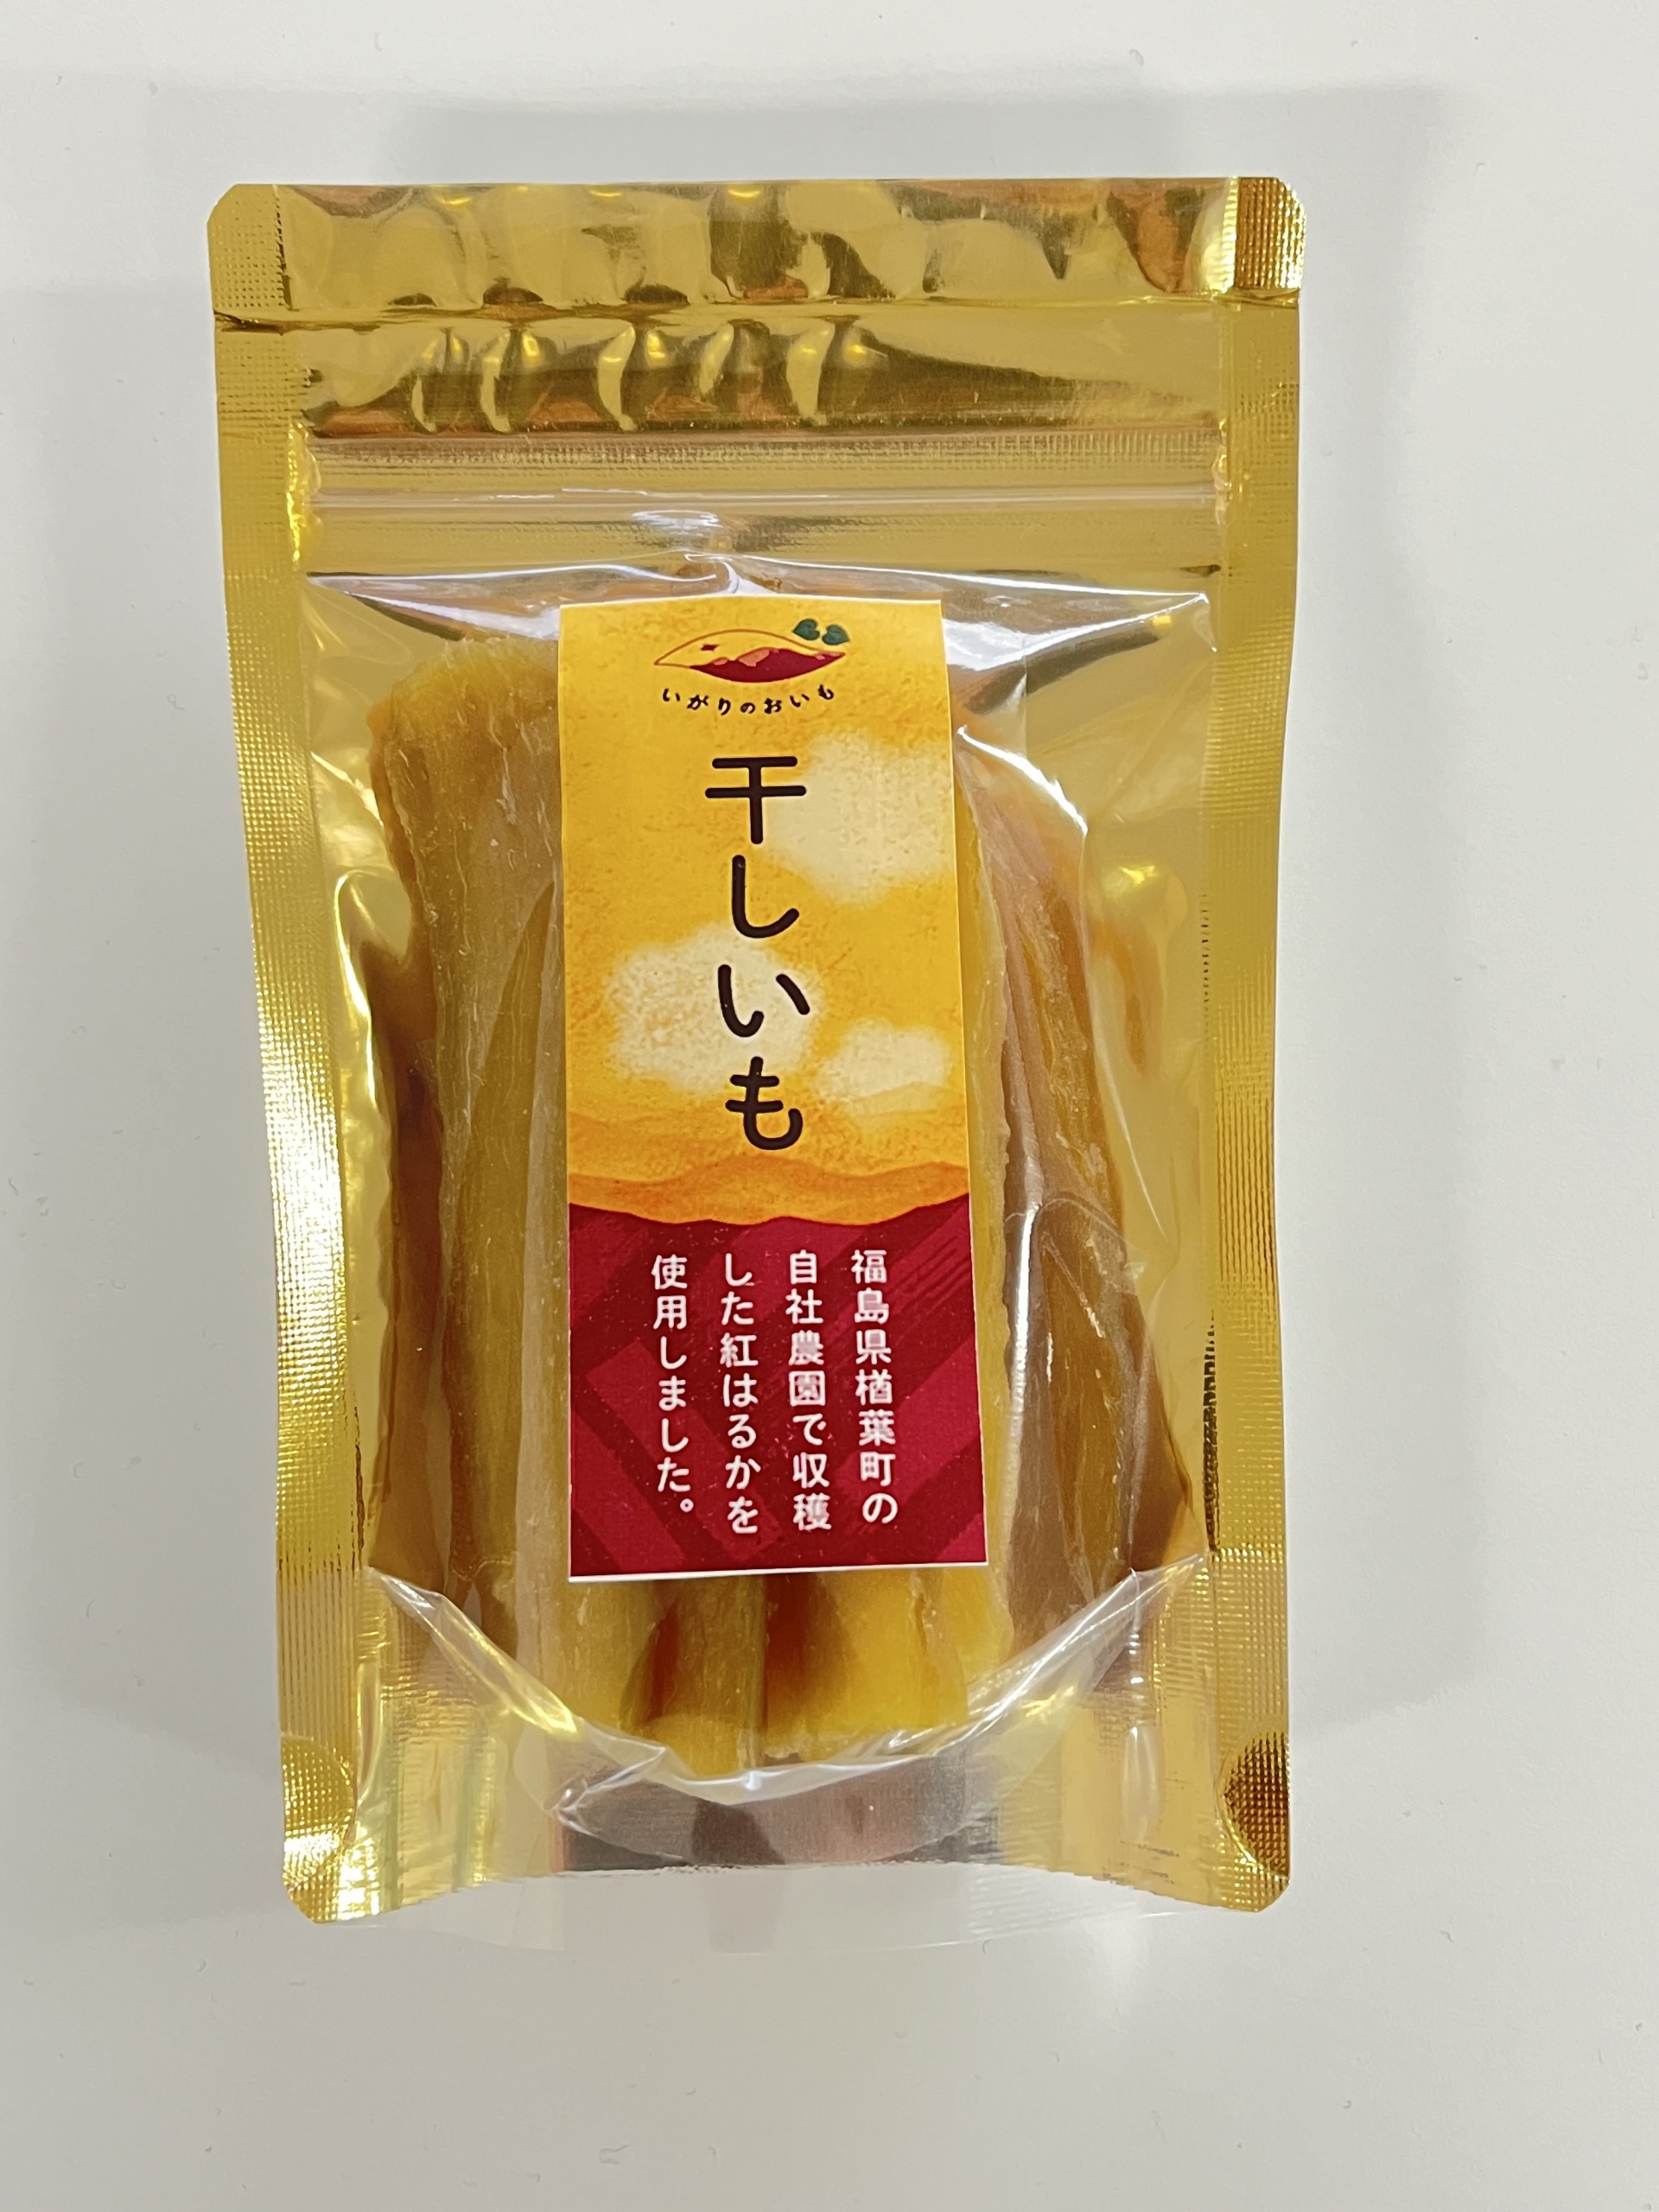 いがりのおいも
干しいも
福島県楢葉町の
自社農園で収穫
した紅はるかを
使用しました。